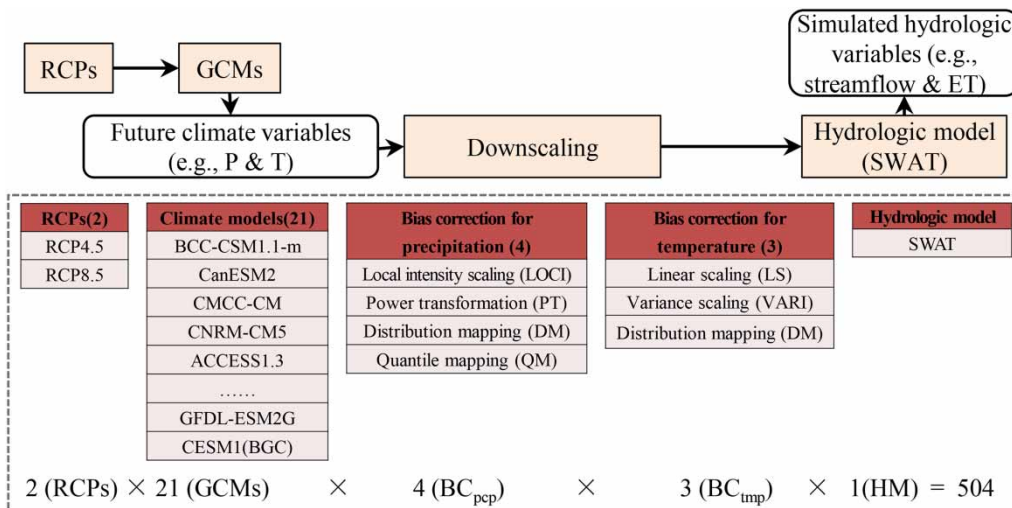 RCPs
GCMs
Simulated hydrologic
variables (e.g.,
streamflow & ET)
Future climate variables
(e.g., P & T)
Downscaling
Hydrologic model
(SWAT)
RCPs(2)
RCP4.5
RCP8.5
Climate models(21)
BCC-CSM1.1-m
CanESM2
CMCC-CM
CNRM-CM5
ACCESS1.3
......
GFDL-ESM2G
CESM1(BGC)
Bias correction for
precipitation (4)
Local intensity scaling (LOCI)
Power transformation (PT)
Distribution mapping (DM)
Quantile mapping (QM)
Bias correction for
temperature (3)
Linear scaling (LS)
Variance scaling (VARI)
Distribution mapping (DM)
Hydrologic model
SWAT
2 (RCPs) × 21 (GCMs) × 4 (BCpcp) × 3 (BCtmp) × 1(HM) = 504